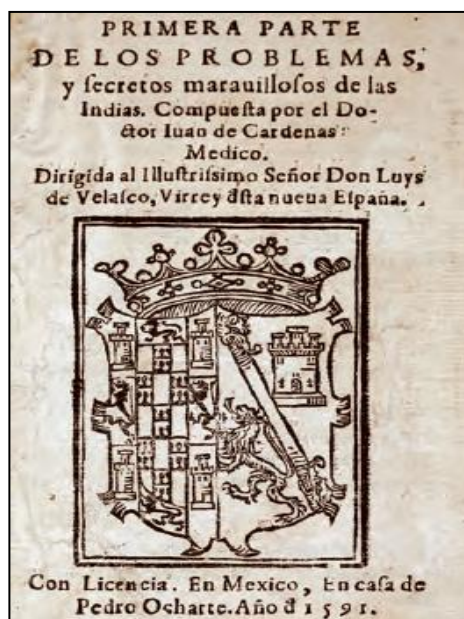 PRIMERA PARTE
DE LOS PROBLEMAS,
y ſecretos marauilloſos de las
Indias. Compueſta por el Do-
ctor Iuan de Cardenas
Medico.
Dirigida al Illuſtriſsimo Señor Don Luys
de Velaſco, Virrey đſta nueua Eſpaña.
Con Licencia. En Mexico, En caſa de
Pedro Ocharte. Año đ 1591.